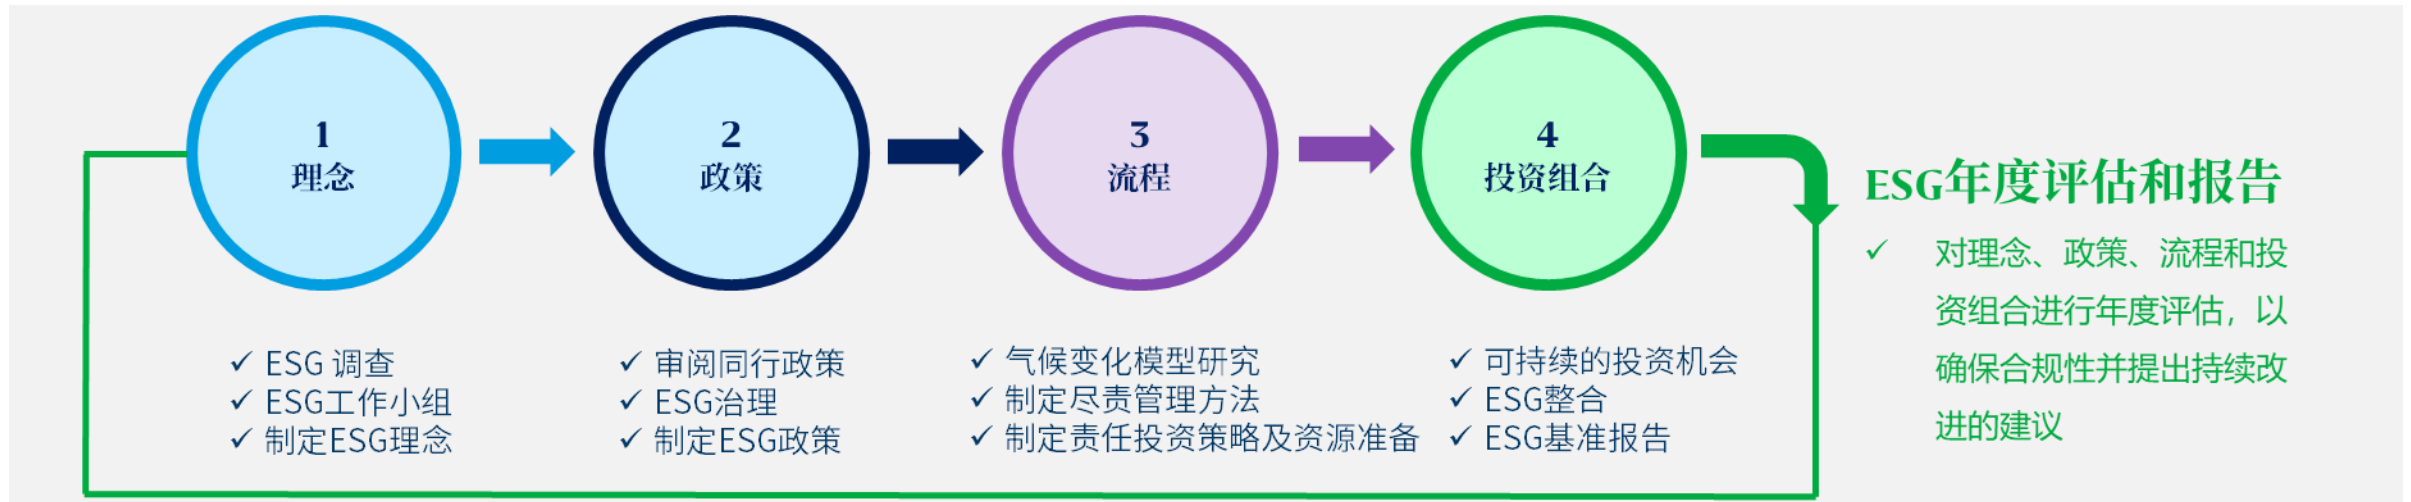 1
理念
2
政策
3
流程
4
投资组合
ESG年度评估和报告
✓ 对理念、政策、流程和投
资组合进行年度评估，以
确保合规性并提出持续改
进的建议
✓ ESG 调查
✓ ESG工作小组
✓ 制定ESG理念
✓ 审阅同行政策
✓ ESG治理
✓ 制定ESG政策
✓ 气候变化模型研究
✓ 制定尽责管理方法
✓ 制定责任投资策略及资源准备
✓ 可持续的投资机会
✓ ESG整合
✓ ESG基准报告